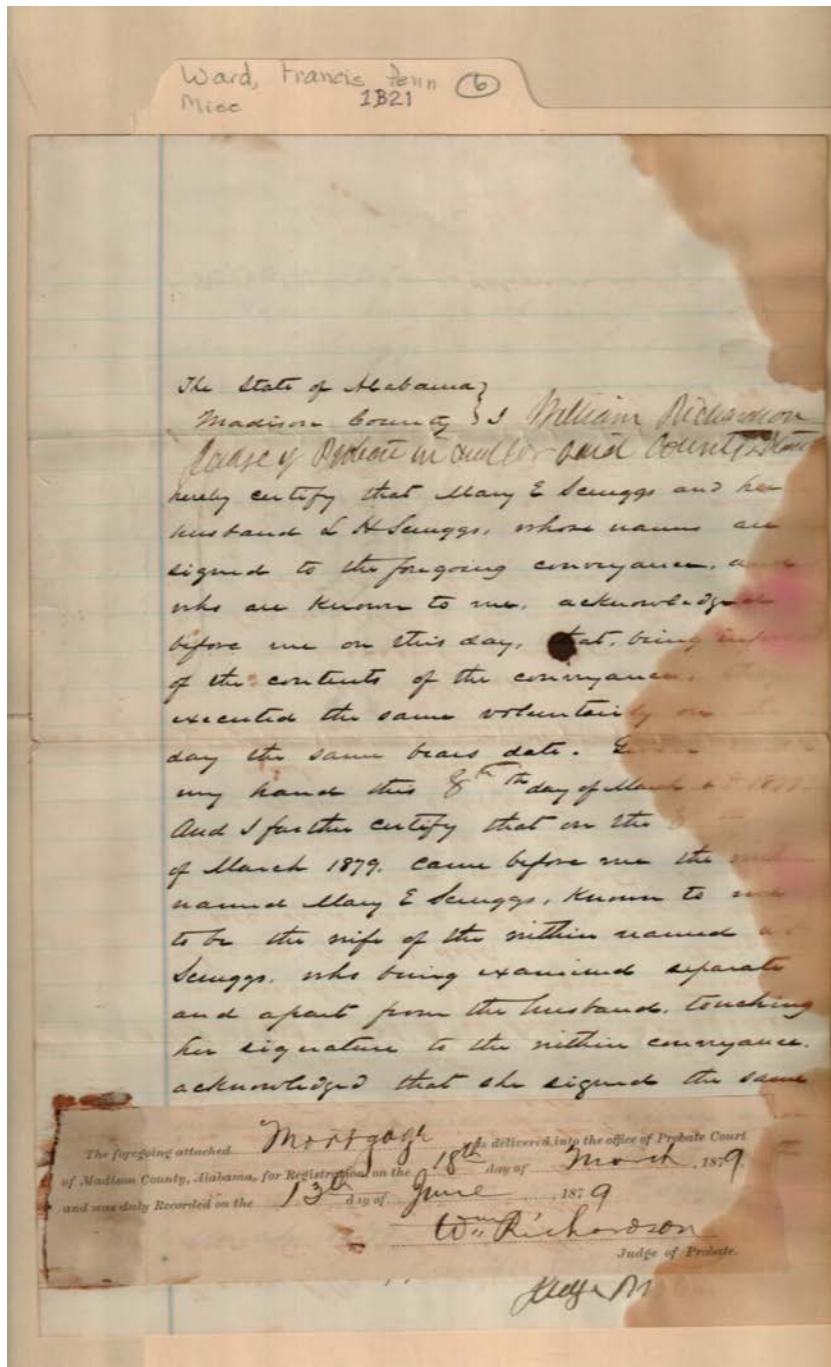 Ward, Francis Fenn 6
Misc 1B21
The State of Alabama }
Madison County } I William Richardson
Judge of Probate in and for said County & State
hereby certify that Mary E Scruggs and her
husband L H Scruggs, whose names are
signed to the foregoing conveyance, and
who are known to me, acknowledged
before me on this day, that, being
of the contents of the conveyance,
executed the same voluntarily on
day the same bears date.
my hand this 8th th day of March
And I further certify that on the
of March 1879. came before me the
named Mary E Scruggs, known to me
to be the wife of the within named
Scruggs, who being examined separate
and apart from the husband, touching
her signature to the within conveyance,
acknowledged that she signed the same
The foregoing attached Mortgage delivered into the office of Probate Court
of Madison County, Alabama, for Registration on the 18th day of March, 1879.
and was duly Recorded on the 13th day of June, 1879
Wm Richardson
Judge of Probate.
Judge